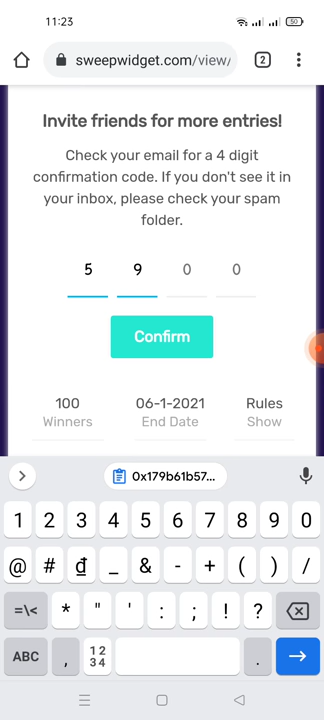 11:23
50
sweepwidget.com/view/
2
Invite friends for more entries!
Check your email for a 4 digit
confirmation code. If you don't see it in
your inbox, please check your spam
folder.
5 9 0 0
Confirm
100 06-1-2021 Rules
Winners End Date Show
0x179b61b57...
1 2 3 4 5 6 7 8 9 0
@ # ₫ _ & - + ( ) /
=\< * " ' : ; ! ?
ABC , 12 34 .